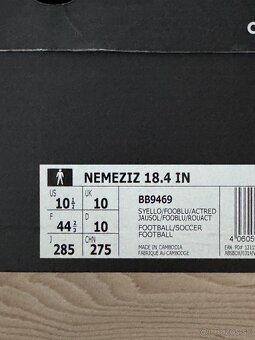 NEMEZIZ 18.4 IN
US UK
10 ½ 10
F D
44 ⅔ 10
J CHN
285 275
BB9469
SYELLO/FOOBLU/ACTRED
JAUSOL/FOOBLU/ROUACT
FOOTBALL/SOCCER
FOOTBALL
MADE IN CAMBODIA
FABIQUÉ AU CAMBODGE